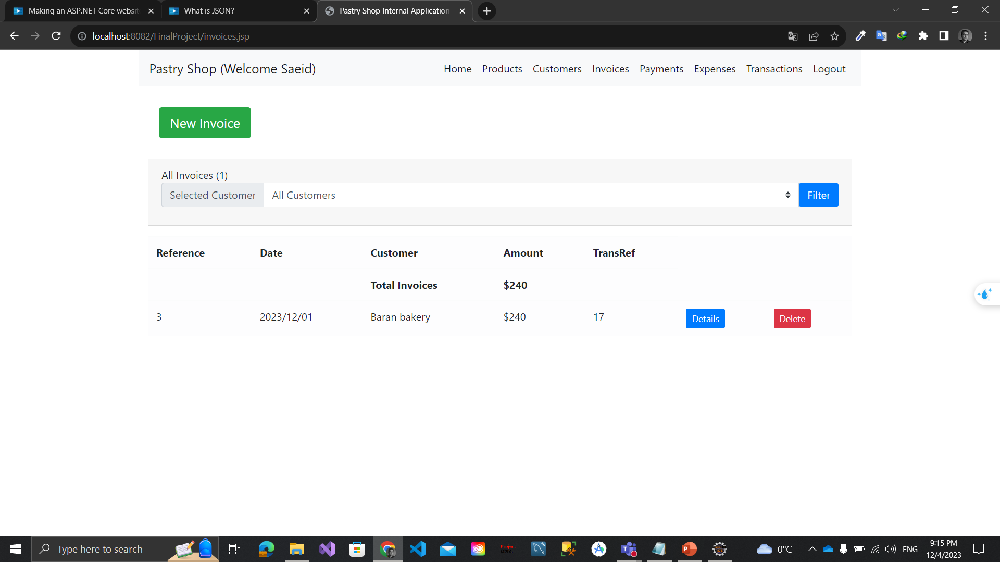 Making an ASP.NET Core websit
What is JSON?
Pastry Shop Internal Application
localhost:8082/FinalProject/invoices.jsp
Pastry Shop (Welcome Saeid)
Home Products Customers Invoices Payments Expenses Transactions Logout
New Invoice
All Invoices (1)
Selected Customer All Customers Filter
Reference Date Customer Amount TransRef
Total Invoices $240
3 2023/12/01 Baran bakery $240 17 Details Delete
Type here to search
0°C
ENG
9:15 PM
12/4/2023